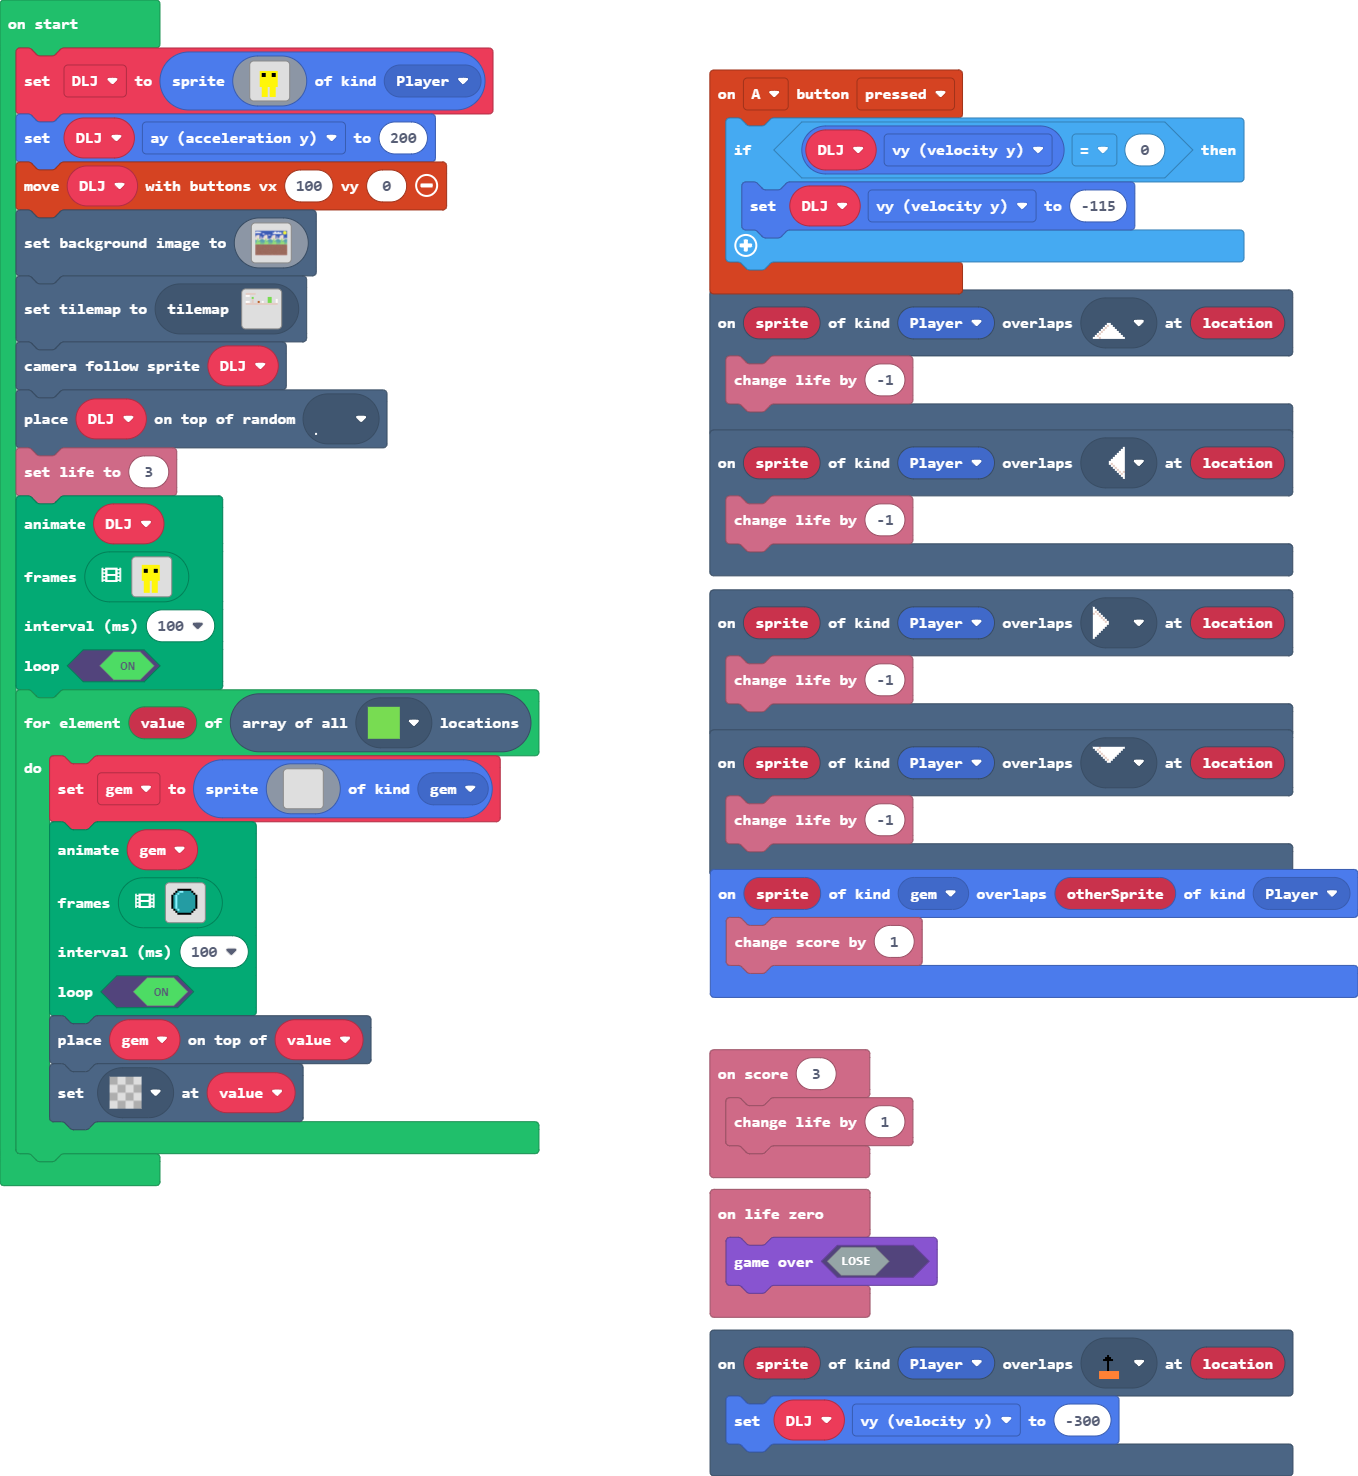 on start
set DLJ to sprite of kind Player
set DLJ ay (acceleration y) to 200
move DLJ with buttons vx 100 vy 0
set background image to
set tilemap to tilemap
camera follow sprite DLJ
place DLJ on top of random
set life to 3
animate DLJ
frames
interval (ms) 100
loop ON
for element value of array of all locations
do
set gem to sprite of kind gem
animate gem
frames
interval (ms) 100
loop ON
place gem on top of value
set at value
on A button pressed
if DLJ vy (velocity y) = 0 then
set DLJ vy (velocity y) to -115
on sprite of kind Player overlaps at location
change life by -1
on sprite of kind Player overlaps at location
change life by -1
on sprite of kind Player overlaps at location
change life by -1
on sprite of kind Player overlaps at location
change life by -1
on sprite of kind gem overlaps otherSprite of kind Player
change score by 1
on score 3
change life by 1
on life zero
game over LOSE
on sprite of kind Player overlaps at location
set DLJ vy (velocity y) to -300